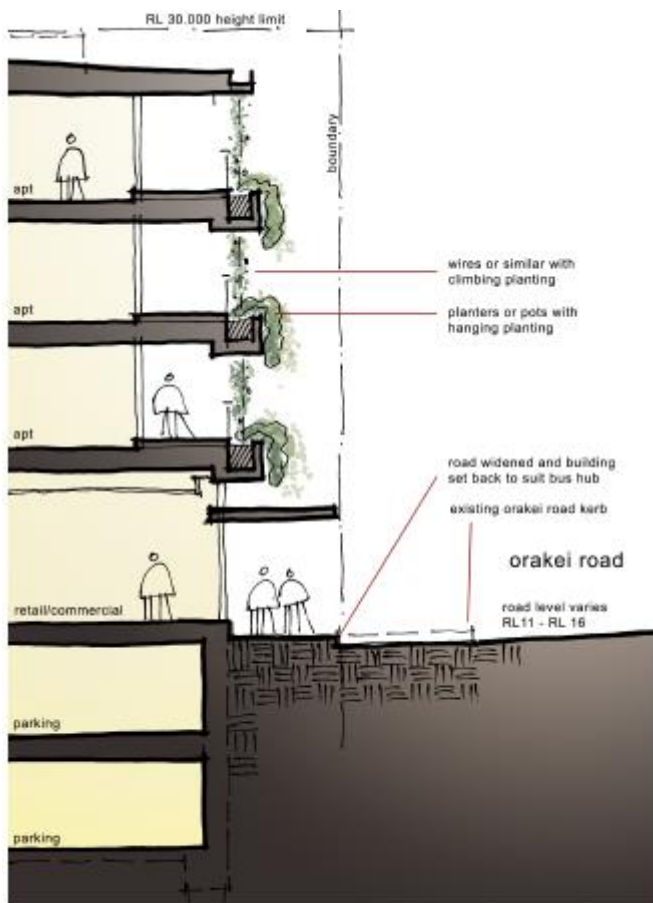 RL 30.000 height limit
boundary
apt
wires or similar with
climbing planting
apt
planters or pots with
hanging planting
apt
road widened and building
set back to suit bus hub
existing orakei road kerb
orakei road
retail/commercial
road level varies
RL11 - RL 16
parking
parking